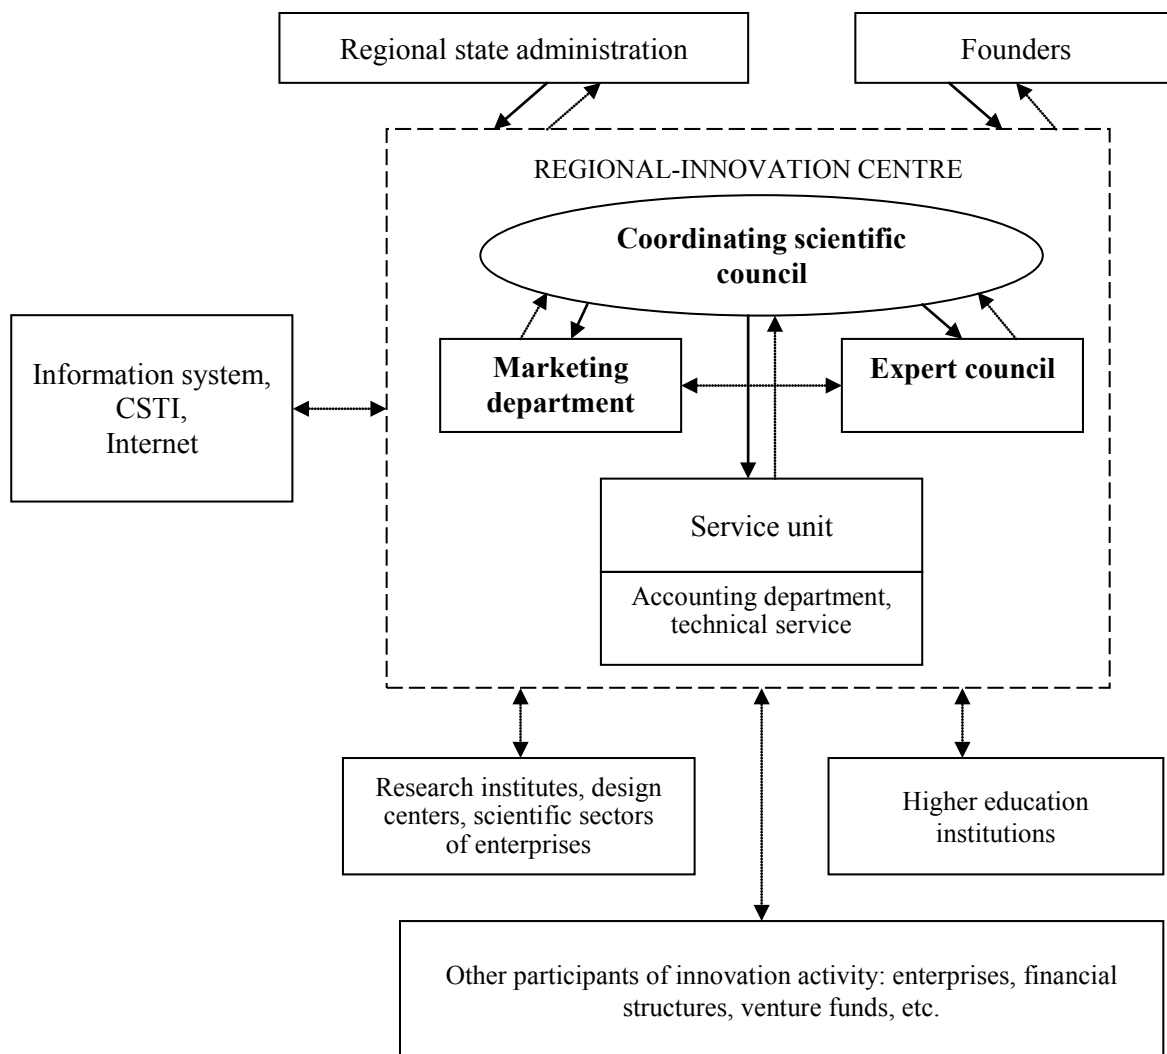 Regional state administration
Founders
REGIONAL-INNOVATION CENTRE
Coordinating scientific
council
Information system,
CSTI,
Internet
Marketing
department
Expert council
Service unit
Accounting department,
technical service
Research institutes, design
centers, scientific sectors
of enterprises
Higher education
institutions
Other participants of innovation activity: enterprises, financial
structures, venture funds, etc.